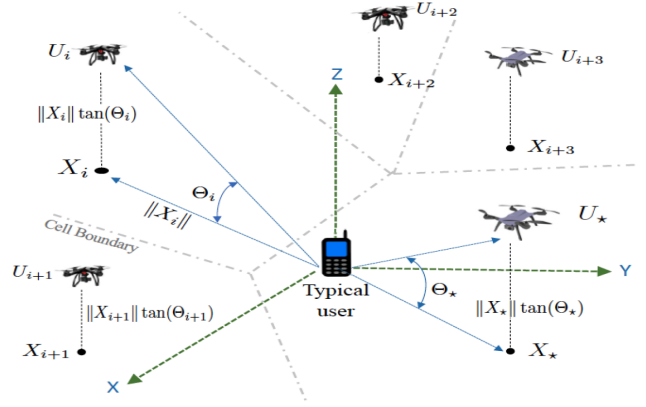 U_{i+2}
U_i
U_{i+3}
Z
X_{i+2}
‖X_i‖ tan(Θ_i)
X_{i+3}
X_i
Θ_i
‖X_i‖
U_⋆
Cell Boundary
U_{i+1}
Y
Typical
user
Θ_⋆
‖X_{i+1}‖ tan(Θ_{i+1})
‖X_⋆‖ tan(Θ_⋆)
X_{i+1}
X_⋆
X